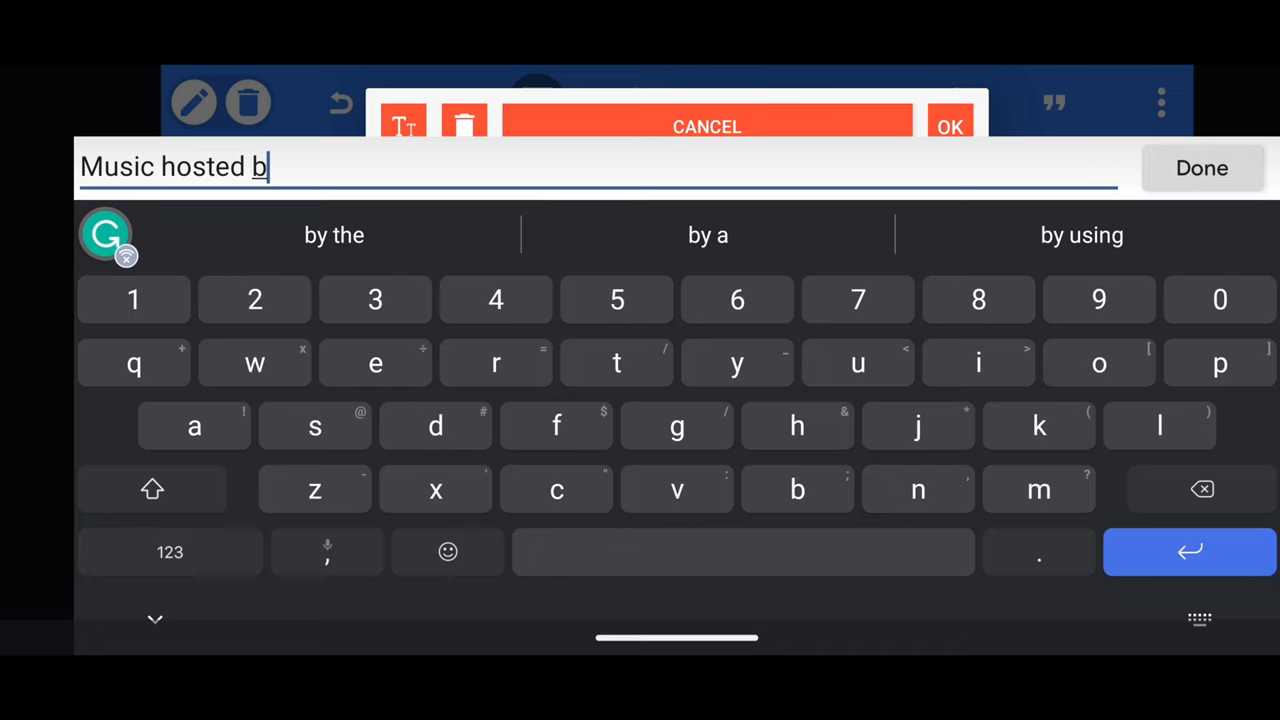 CANCEL
OK
Music hosted b
Done
by the
by a
by using
1 2 3 4 5 6 7 8 9 0
q + w x e ÷ r = t / y _ u < i > o [ p ]
a ! s @ d # f $ g / h & j * k ( l )
z - x ' c " v : b ; n , m ?
123 , .